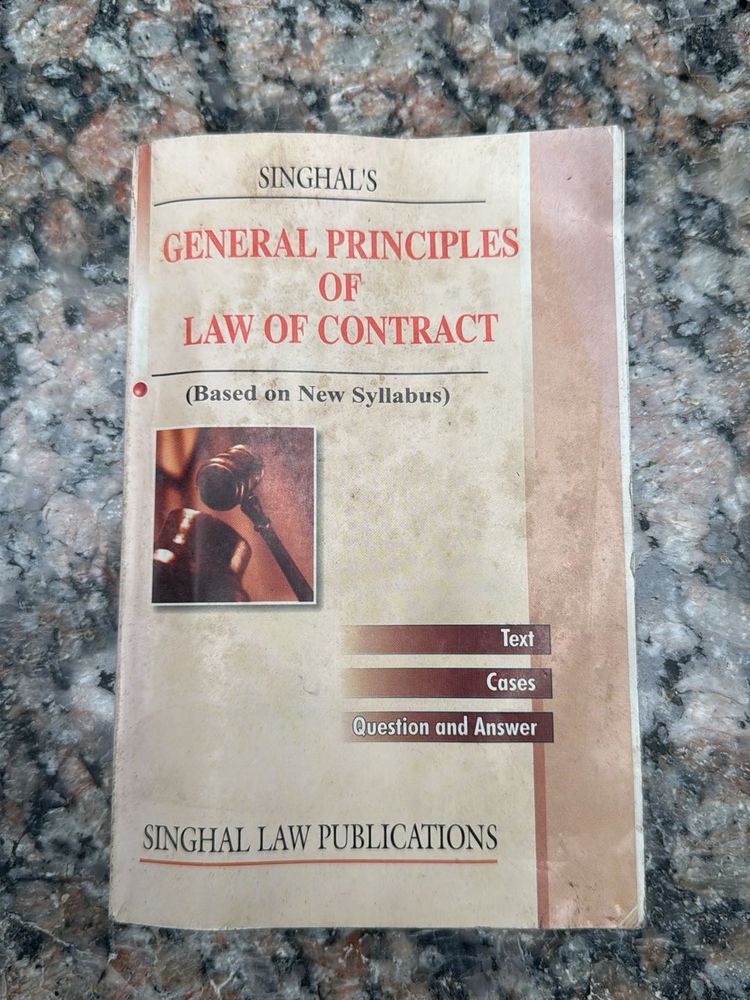 SINGHAL'S
GENERAL PRINCIPLES
OF
LAW OF CONTRACT
(Based on New Syllabus)
Text
Cases
Question and Answer
SINGHAL LAW PUBLICATIONS